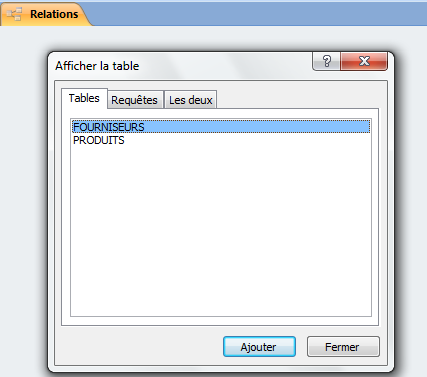 Relations
Afficher la table
?
Tables Requêtes Les deux
FOURNISEURS
PRODUITS
Ajouter Fermer